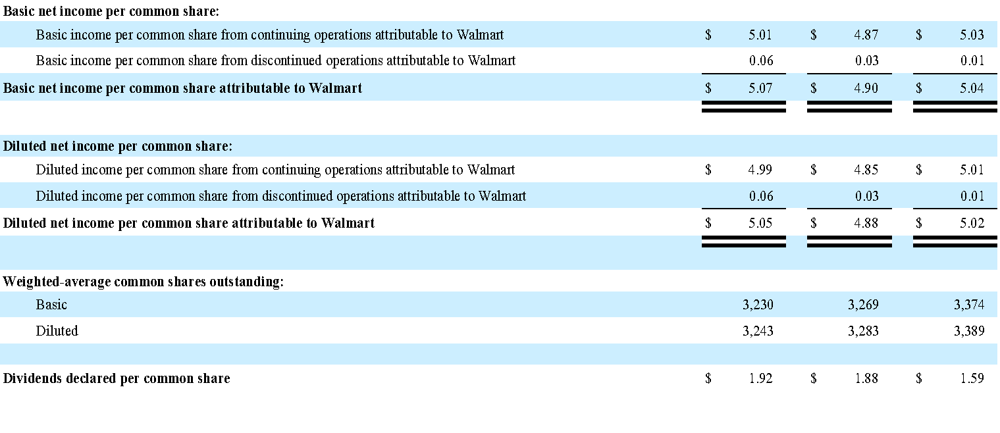 Basic net income per common share:
Basic income per common share from continuing operations attributable to Walmart $ 5.01 $ 4.87 $ 5.03
Basic income per common share from discontinued operations attributable to Walmart 0.06 0.03 0.01
Basic net income per common share attributable to Walmart $ 5.07 $ 4.90 $ 5.04
Diluted net income per common share:
Diluted income per common share from continuing operations attributable to Walmart $ 4.99 $ 4.85 $ 5.01
Diluted income per common share from discontinued operations attributable to Walmart 0.06 0.03 0.01
Diluted net income per common share attributable to Walmart $ 5.05 $ 4.88 $ 5.02
Weighted-average common shares outstanding:
Basic 3,230 3,269 3,374
Diluted 3,243 3,283 3,389
Dividends declared per common share $ 1.92 $ 1.88 $ 1.59